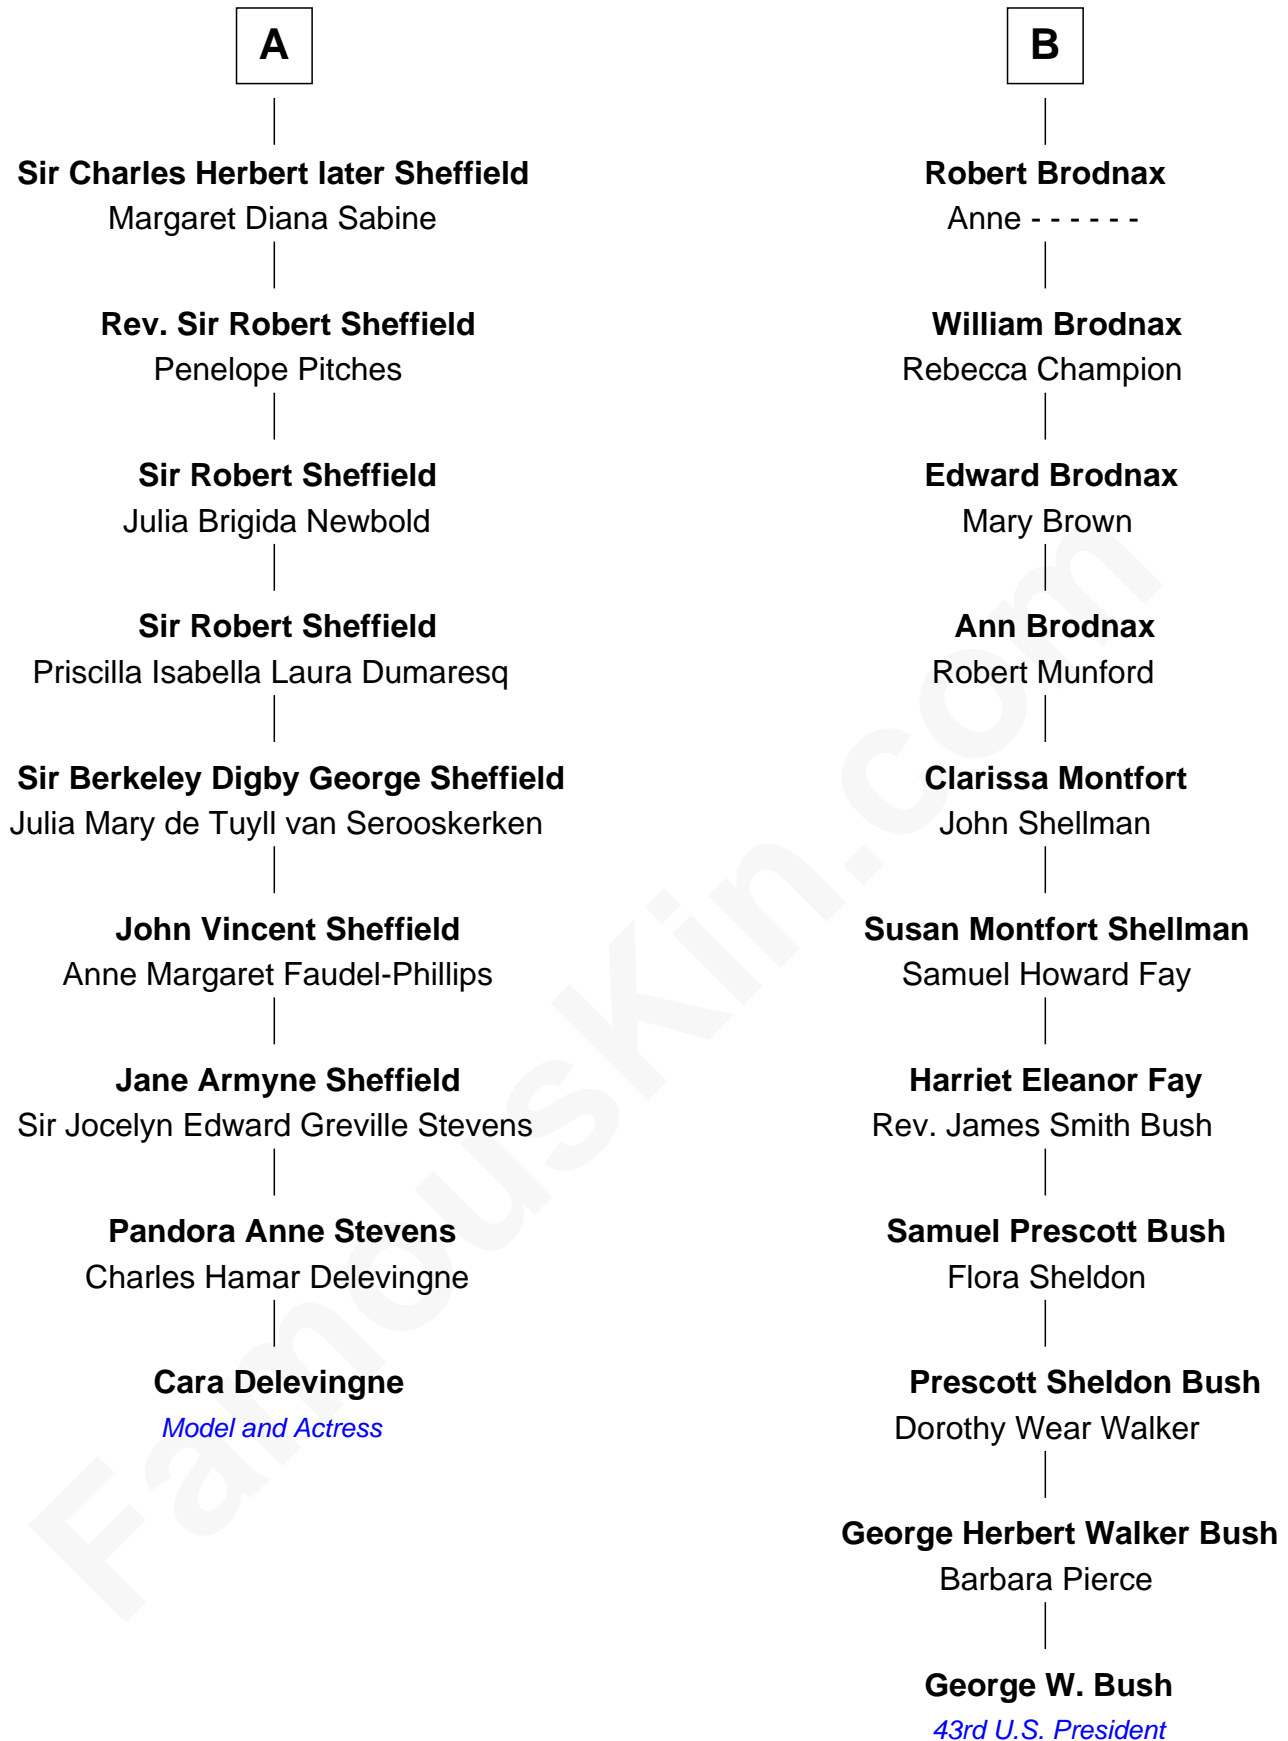 A
Sir Charles Herbert later Sheffield
Margaret Diana Sabine
Rev. Sir Robert Sheffield
Penelope Pitches
Sir Robert Sheffield
Julia Brigida Newbold
Sir Robert Sheffield
Priscilla Isabella Laura Dumaresq
Sir Berkeley Digby George Sheffield
Julia Mary de Tuyll van Serooskerken
John Vincent Sheffield
Anne Margaret Faudel-Phillips
Jane Armyne Sheffield
Sir Jocelyn Edward Greville Stevens
Pandora Anne Stevens
Charles Hamar Delevingne
Cara Delevingne
Model and Actress
B
Robert Brodnax
Anne - - - - - -
William Brodnax
Rebecca Champion
Edward Brodnax
Mary Brown
Ann Brodnax
Robert Munford
Clarissa Montfort
John Shellman
Susan Montfort Shellman
Samuel Howard Fay
Harriet Eleanor Fay
Rev. James Smith Bush
Samuel Prescott Bush
Flora Sheldon
Prescott Sheldon Bush
Dorothy Wear Walker
George Herbert Walker Bush
Barbara Pierce
George W. Bush
43rd U.S. President
FamousKin.com